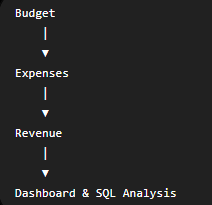 Budget
│
▼
Expenses
│
▼
Revenue
│
▼
Dashboard & SQL Analysis